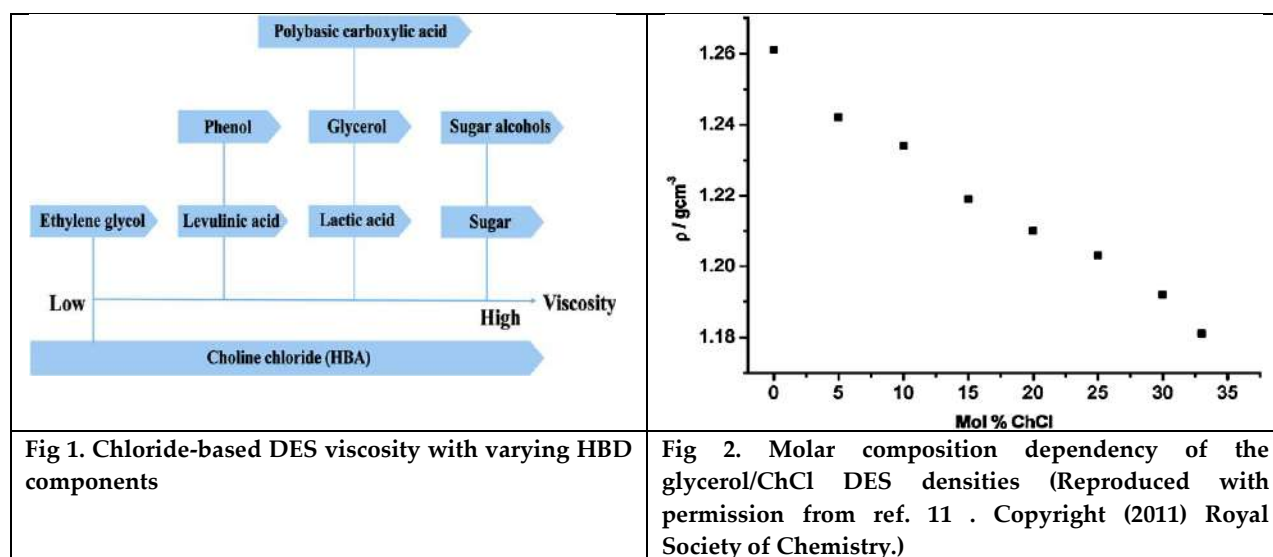 Polybasic carboxylic acid
Phenol
Glycerol
Sugar alcohols
Ethylene glycol
Levulinic acid
Lactic acid
Sugar
Low
High
Viscosity
Choline chloride (HBA)
Fig 1. Chloride-based DES viscosity with varying HBD
components
ρ / gcm⁻³
1.26
1.24
1.22
1.20
1.18
0 5 10 15 20 25 30 35
Mol % ChCl
Fig 2. Molar composition dependency of the
glycerol/ChCl DES densities (Reproduced with
permission from ref. 11 . Copyright (2011) Royal
Society of Chemistry.)